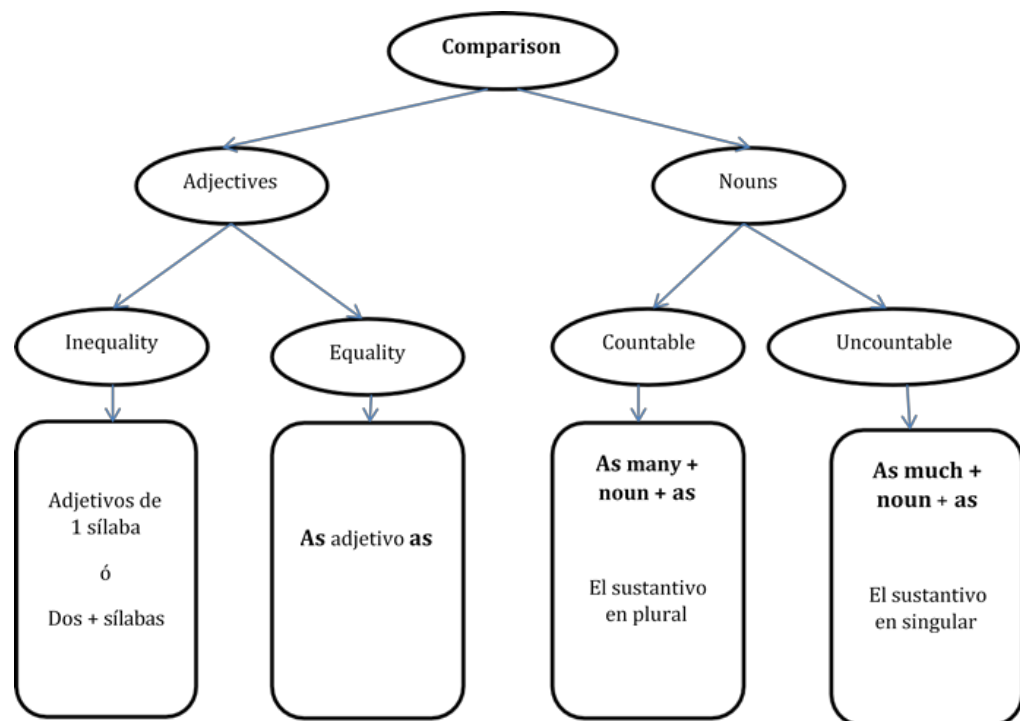 Comparison
Adjectives
Nouns
Inequality
Equality
Countable
Uncountable
Adjetivos de
1 sílaba
ó
Dos + sílabas
As adjetivo as
As many +
noun + as
El sustantivo
en plural
As much +
noun + as
El sustantivo
en singular